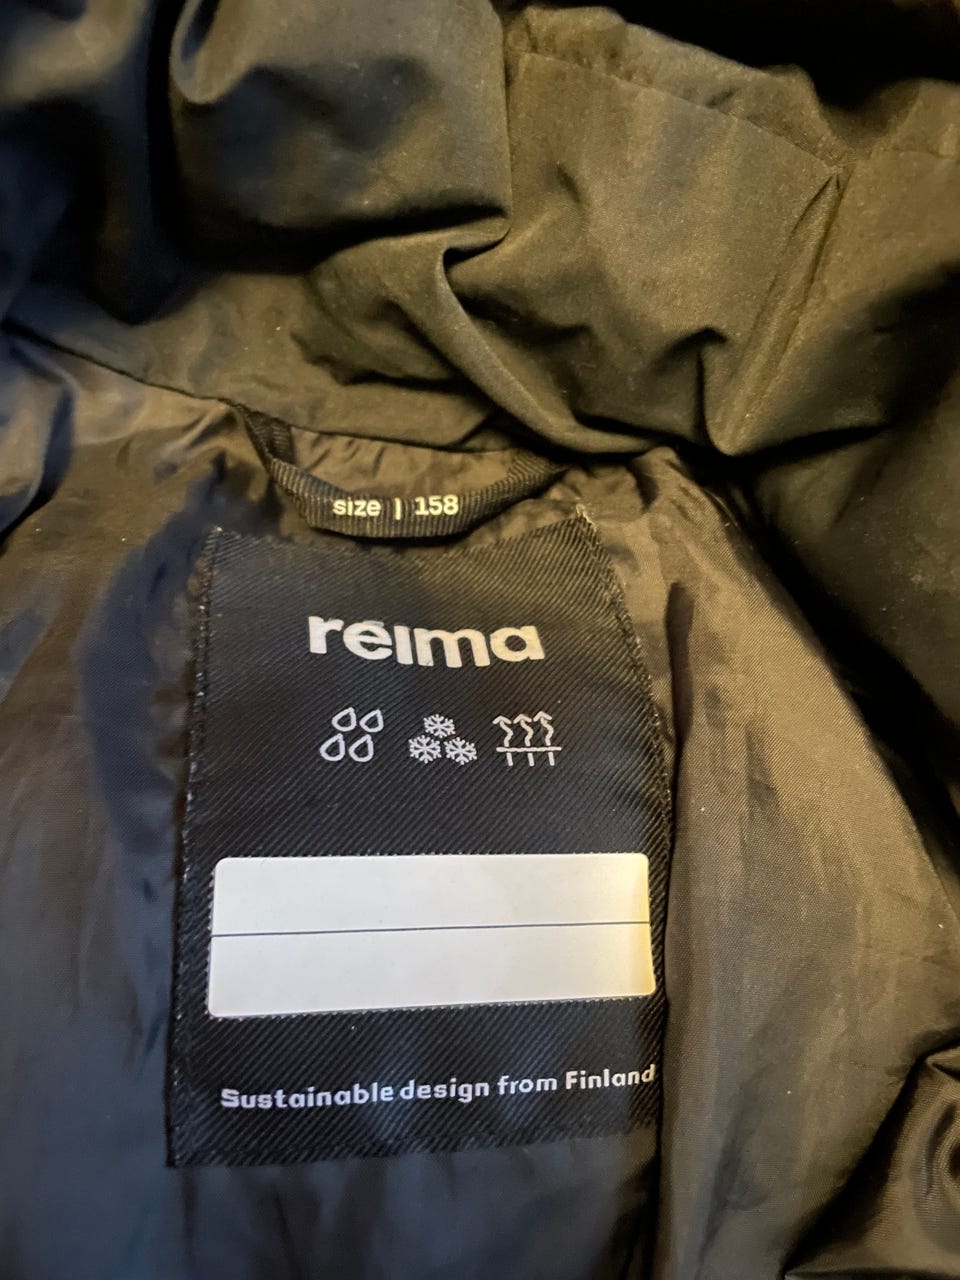 size | 158
reima
Sustainable design from Finland